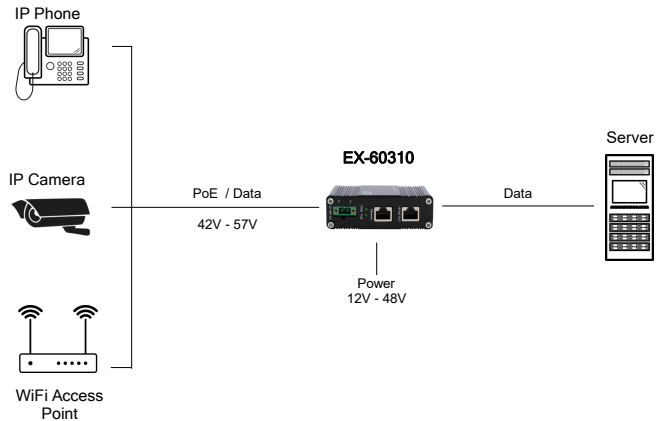 IP Phone
Server
EX-60310
IP Camera
PoE / Data
Data
42V - 57V
Power
12V - 48V
WiFi Access
Point